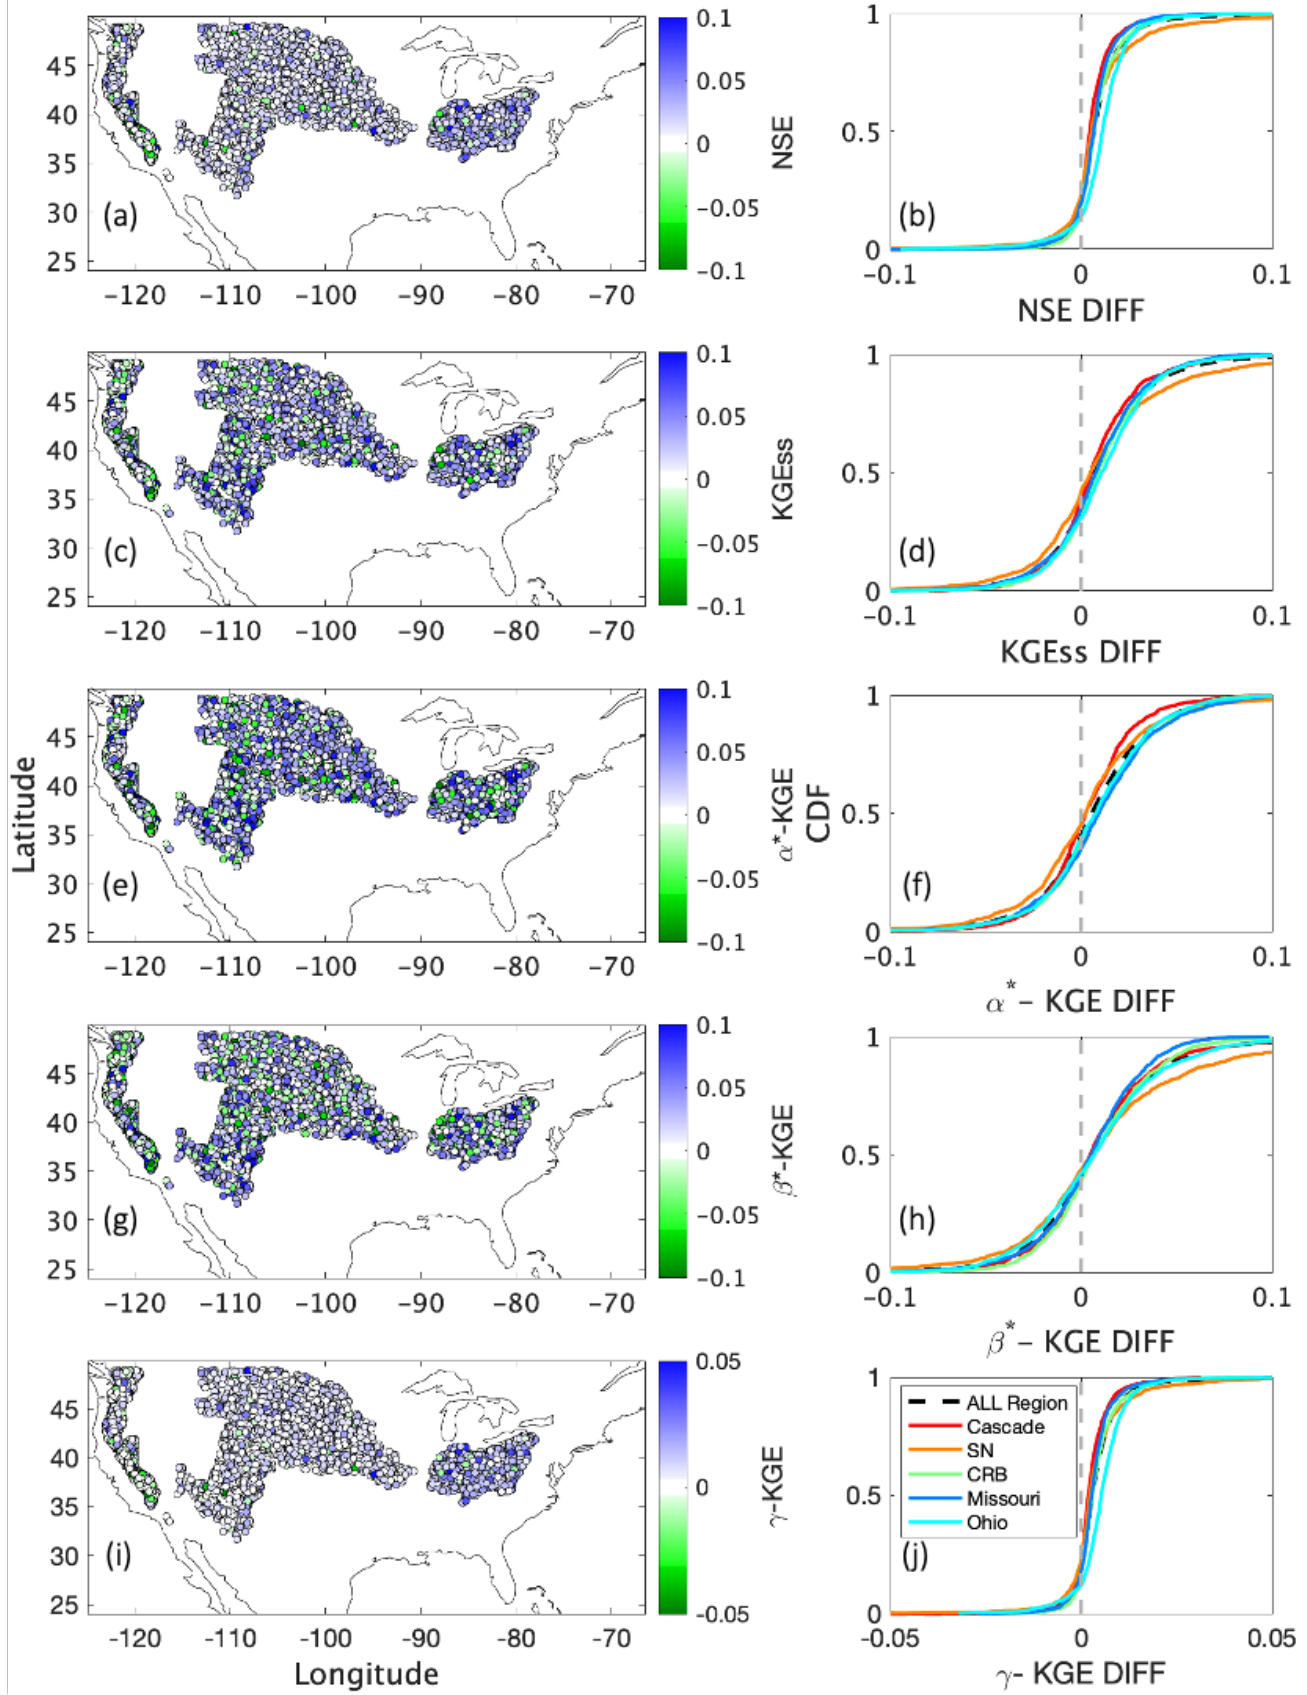 0.1
0.05
0
-0.05
-0.1
NSE
45
40
35
30
25
(a)
-120 -110 -100 -90 -80 -70
1
0.5
0
(b)
-0.1 0 0.1
NSE DIFF
0.1
0.05
0
-0.05
-0.1
KGEss
45
40
35
30
25
(c)
-120 -110 -100 -90 -80 -70
1
0.5
0
(d)
-0.1 0 0.1
KGEss DIFF
Latitude
0.1
0.05
0
-0.05
-0.1
α*-KGE
45
40
35
30
25
(e)
-120 -110 -100 -90 -80 -70
CDF
1
0.5
0
(f)
-0.1 0 0.1
α*– KGE DIFF
0.1
0.05
0
-0.05
-0.1
β*-KGE
45
40
35
30
25
(g)
-120 -110 -100 -90 -80 -70
1
0.5
0
(h)
-0.1 0 0.1
β*– KGE DIFF
0.05
0
-0.05
γ-KGE
45
40
35
30
25
(i)
-120 -110 -100 -90 -80 -70
Longitude
1
0.5
0
ALL Region
Cascade
SN
CRB
Missouri
Ohio
(j)
-0.05 0 0.05
γ- KGE DIFF